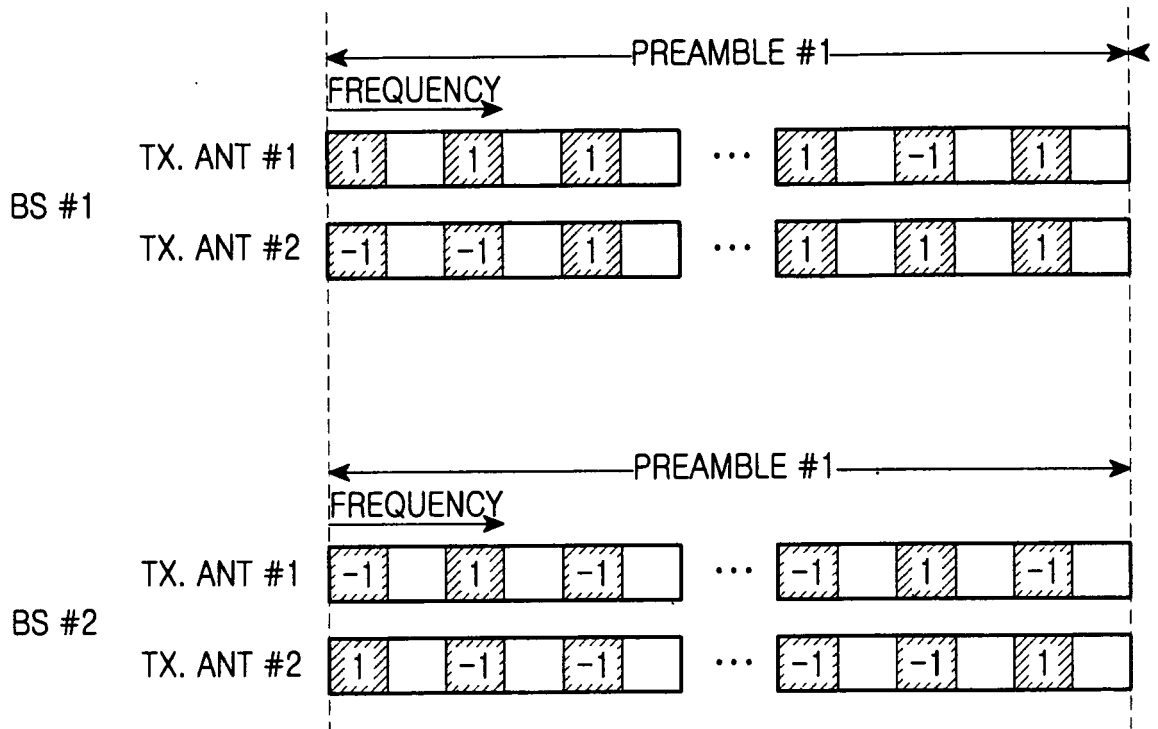 PREAMBLE #1
FREQUENCY
TX. ANT #1 1 1 1 ... 1 -1 1
BS #1
TX. ANT #2 -1 -1 1 ... 1 1 1
PREAMBLE #1
FREQUENCY
TX. ANT #1 -1 1 -1 ... -1 1 -1
BS #2
TX. ANT #2 1 -1 -1 ... -1 -1 1